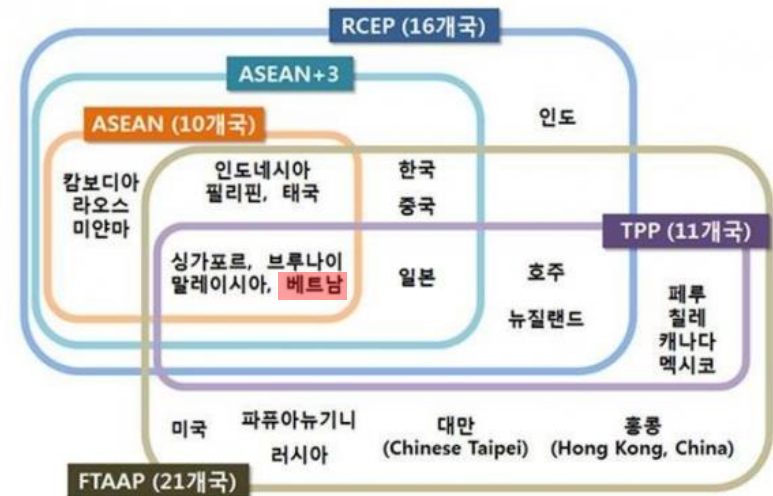 RCEP (16개국)
ASEAN+3
ASEAN (10개국)
인도
캄보디아
라오스
미얀마
인도네시아
필리핀, 태국
한국
중국
TPP (11개국)
싱가포르, 브루나이
말레이시아, 베트남
일본
호주
뉴질랜드
페루
칠레
캐나다
멕시코
미국
파퓨아뉴기니
러시아
대만
(Chinese Taipei)
홍콩
(Hong Kong, China)
FTAAP (21개국)